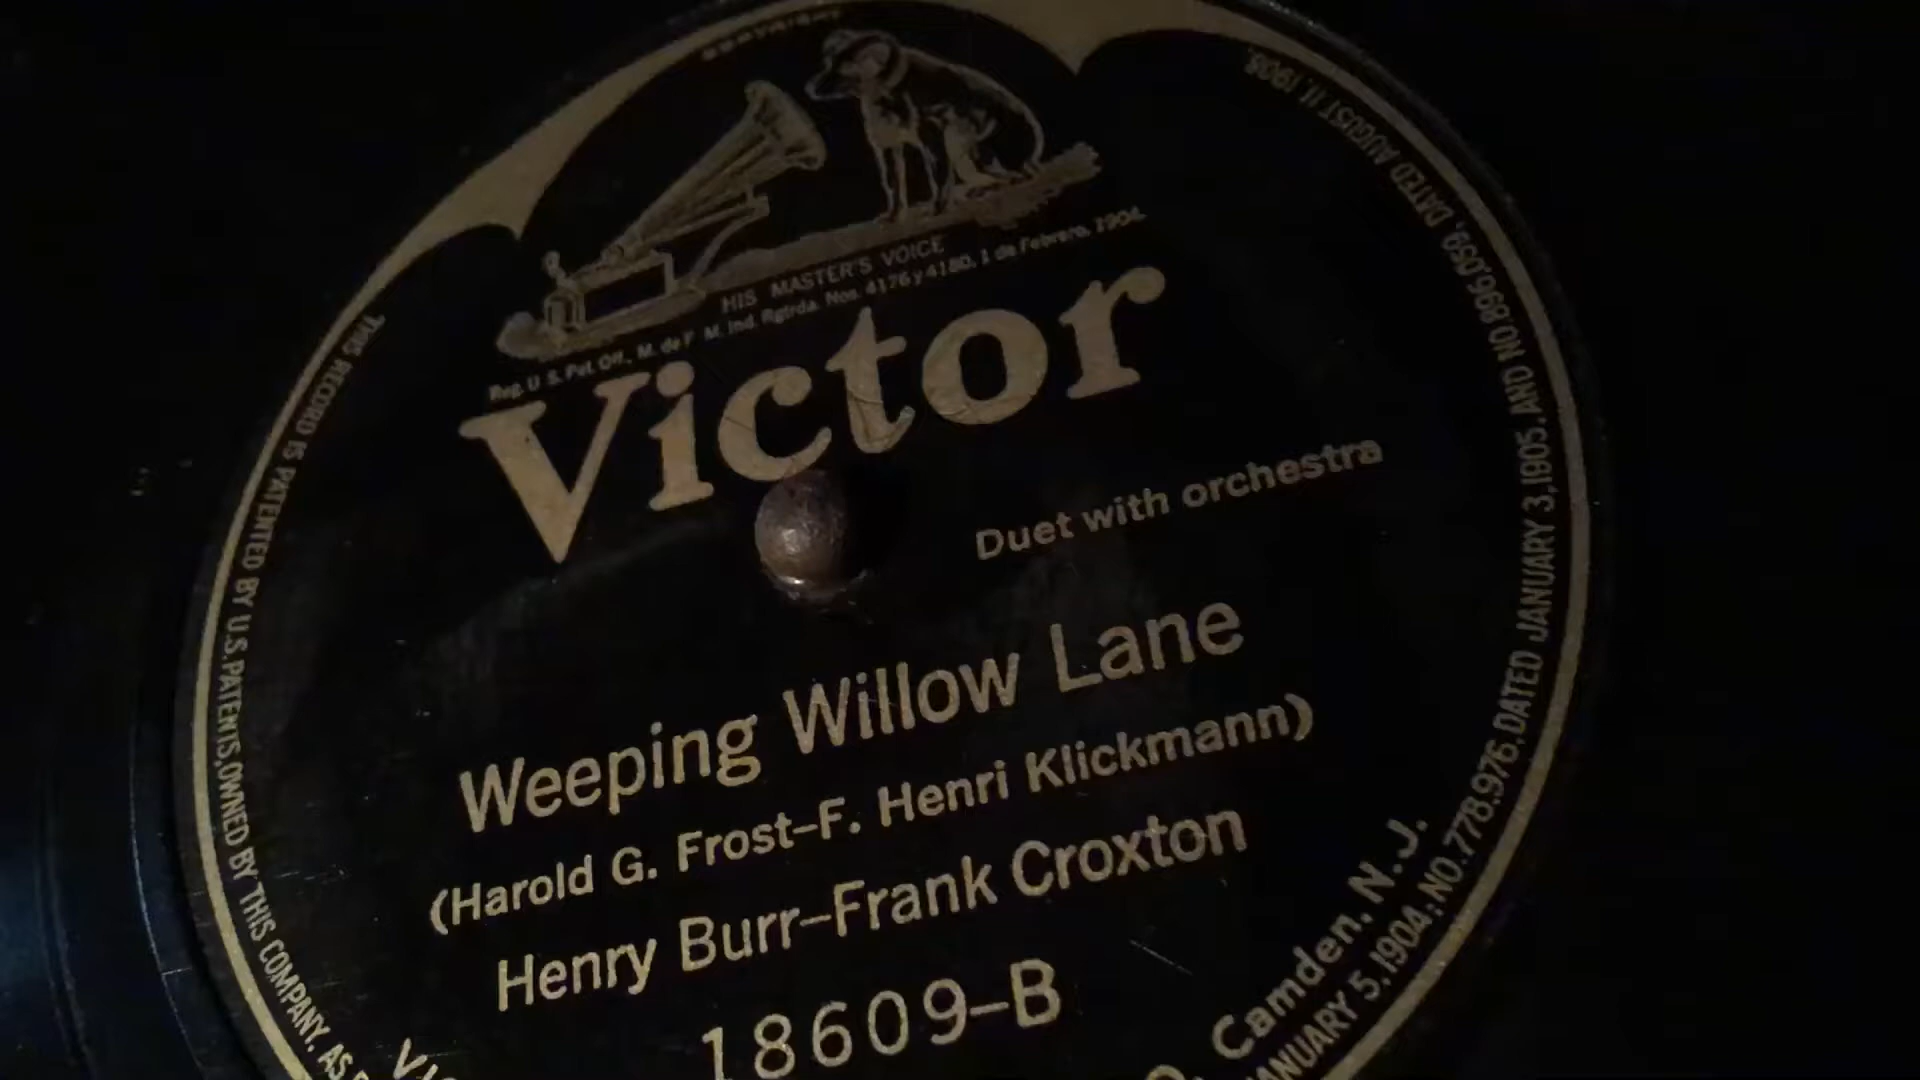 HIS MASTER'S VOICE
Reg. U. S. Pat. Off., M. de F. M. Ind. Rgtrda. Nos. 4176 y 4180, 1 de Febrero, 1904.
Victor
Duet with orchestra
Weeping Willow Lane
(Harold G. Frost–F. Henri Klickmann)
Henry Burr–Frank Croxton
18609–B
Camden, N. J.
THIS RECORD IS PATENTED BY U.S. PATENTS, OWNED BY THIS COMPANY, AS
JANUARY 5, 1904; NO. 778,976, DATED JANUARY 3, 1905, AND NO. 896,059, DATED AUGUST 11, 1908.